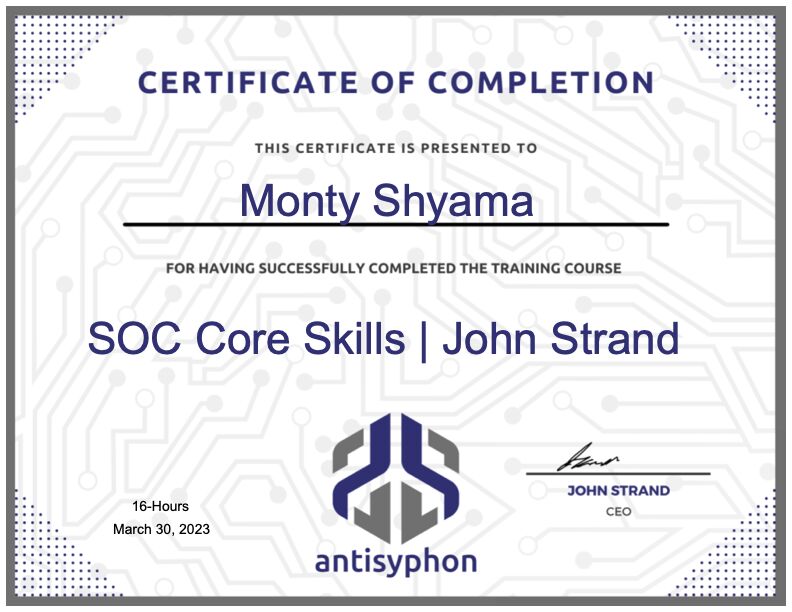 CERTIFICATE OF COMPLETION
THIS CERTIFICATE IS PRESENTED TO
Monty Shyama
FOR HAVING SUCCESSFULLY COMPLETED THE TRAINING COURSE
SOC Core Skills | John Strand
16-Hours
March 30, 2023
antisyphon
JOHN STRAND
CEO